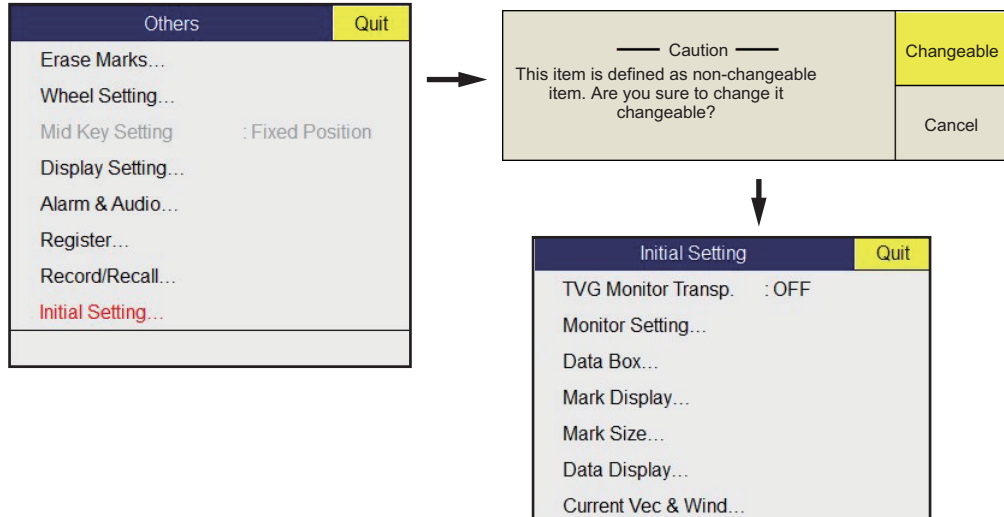 Others Quit
Erase Marks...
Wheel Setting...
Mid Key Setting : Fixed Position
Display Setting...
Alarm & Audio...
Register...
Record/Recall...
Initial Setting...
Caution
This item is defined as non-changeable
item. Are you sure to change it
changeable?
Changeable
Cancel
Initial Setting Quit
TVG Monitor Transp. : OFF
Monitor Setting...
Data Box...
Mark Display...
Mark Size...
Data Display...
Current Vec & Wind...